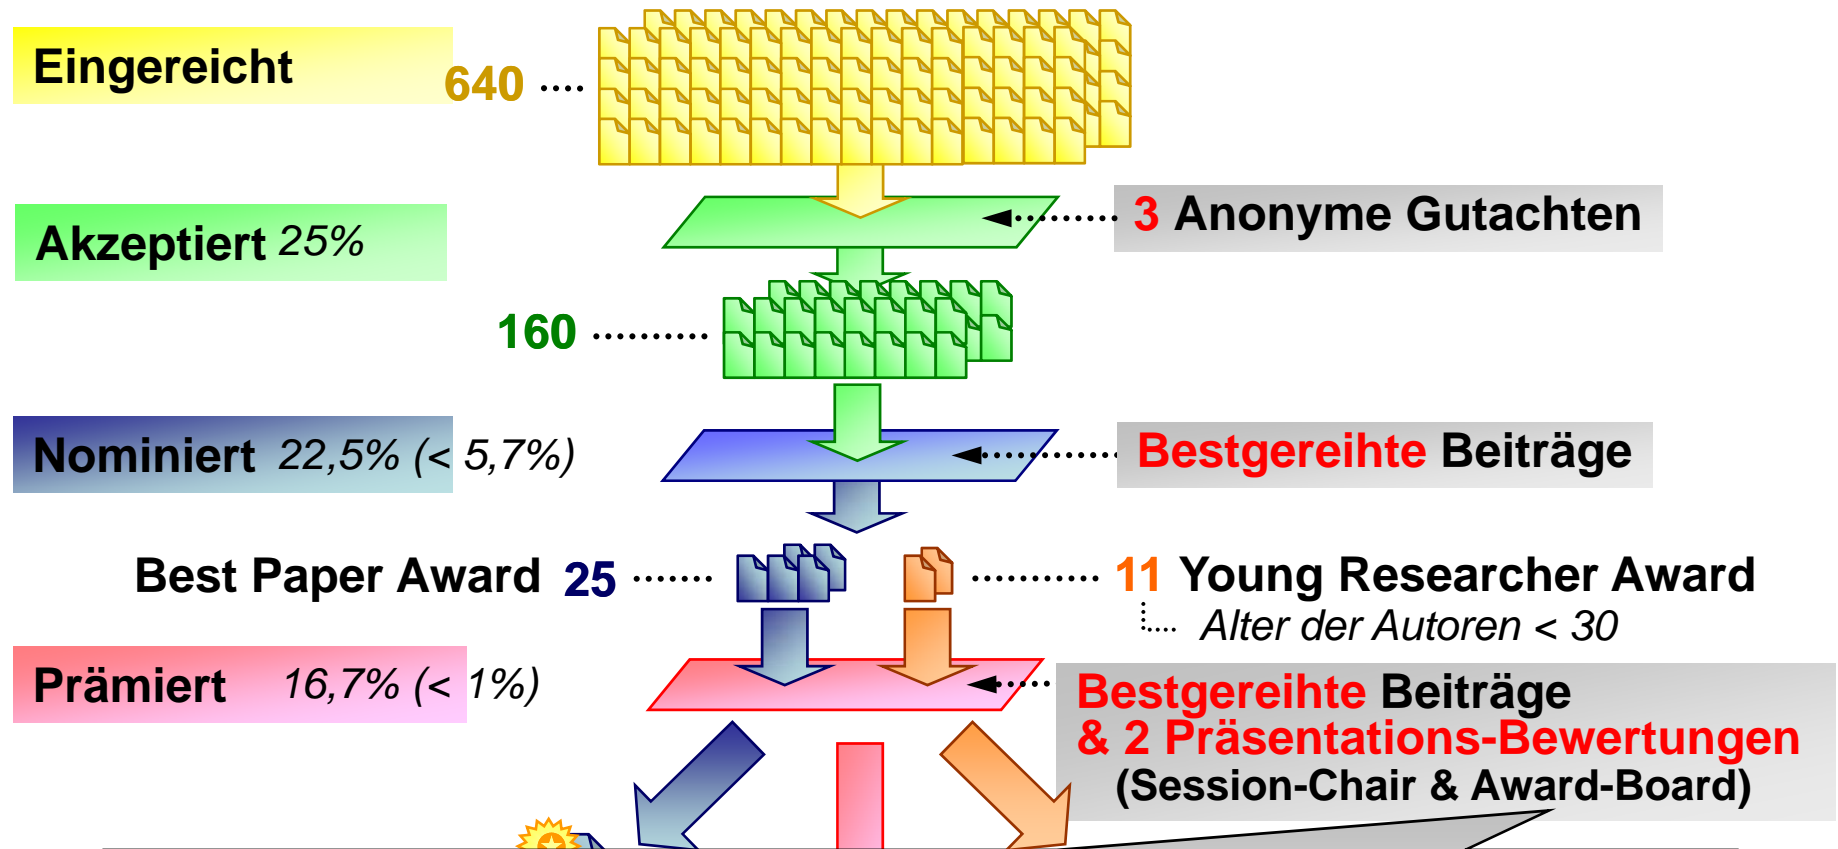 Eingereicht
640
3 Anonyme Gutachten
Akzeptiert 25%
160
Nominiert 22,5% (< 5,7%)
Bestgereihte Beiträge
Best Paper Award 25
11 Young Researcher Award
Alter der Autoren < 30
Prämiert 16,7% (< 1%)
Bestgereihte Beiträge
& 2 Präsentations-Bewertungen
(Session-Chair & Award-Board)